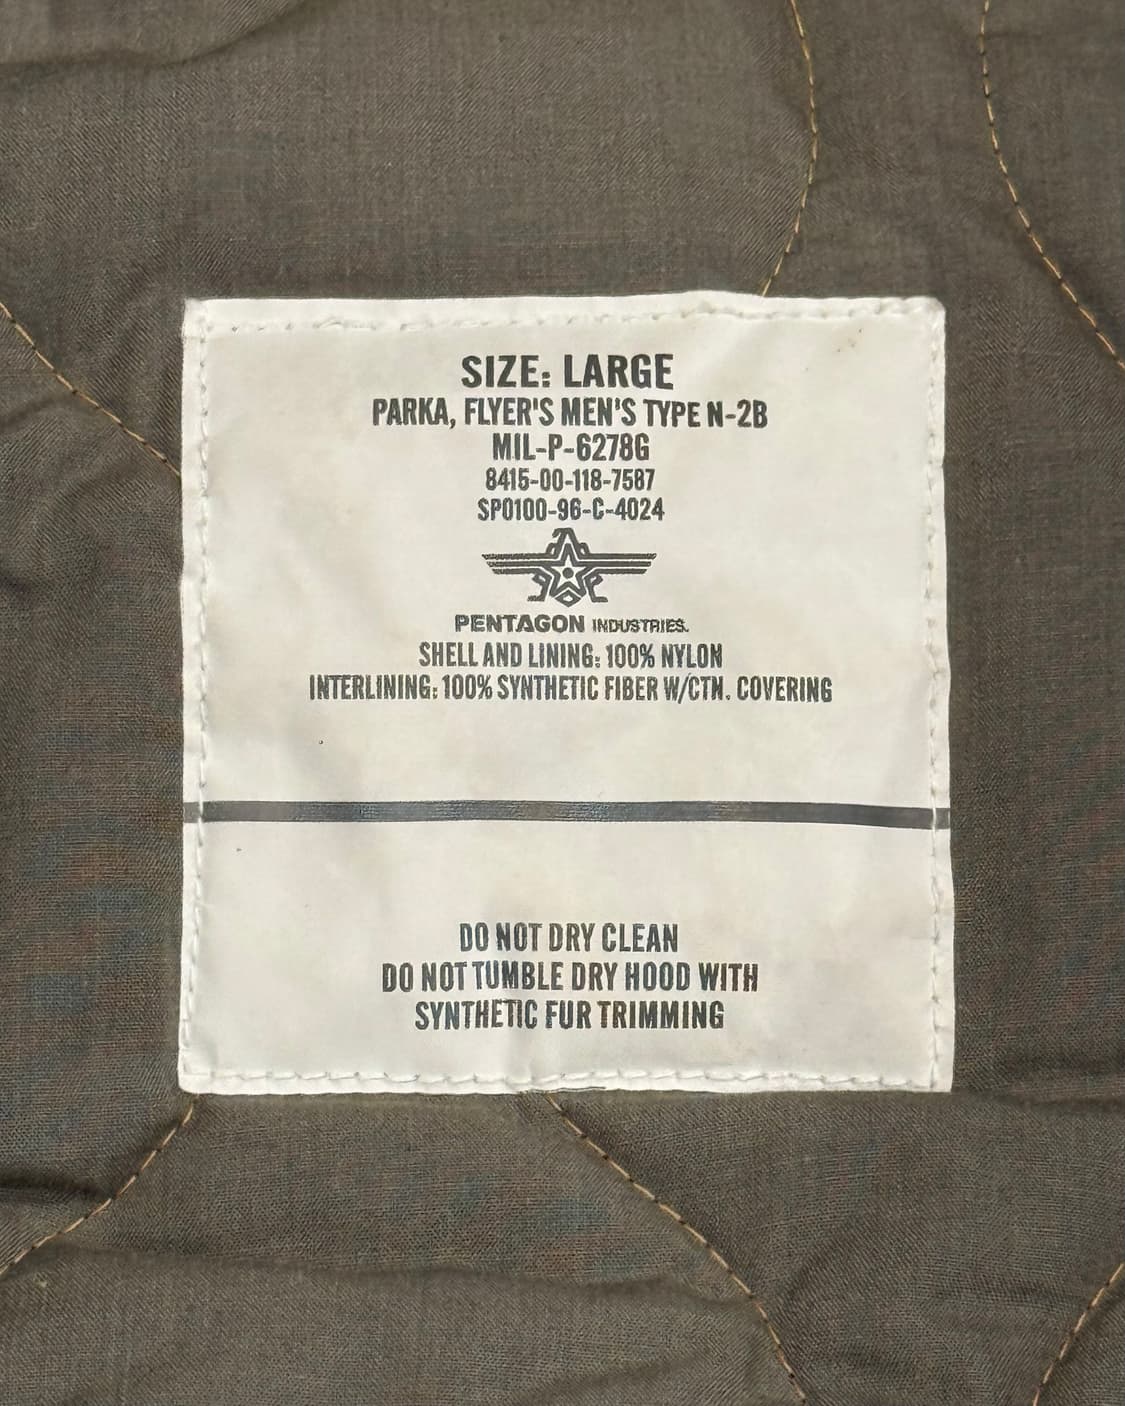 SIZE: LARGE
PARKA, FLYER'S MEN'S TYPE N-2B
MIL-P-6278G
8415-00-118-7587
SP0100-96-C-4024
PENTAGON INDUSTRIES.
SHELL AND LINING: 100% NYLON
INTERLINING: 100% SYNTHETIC FIBER W/CTN. COVERING
DO NOT DRY CLEAN
DO NOT TUMBLE DRY HOOD WITH
SYNTHETIC FUR TRIMMING